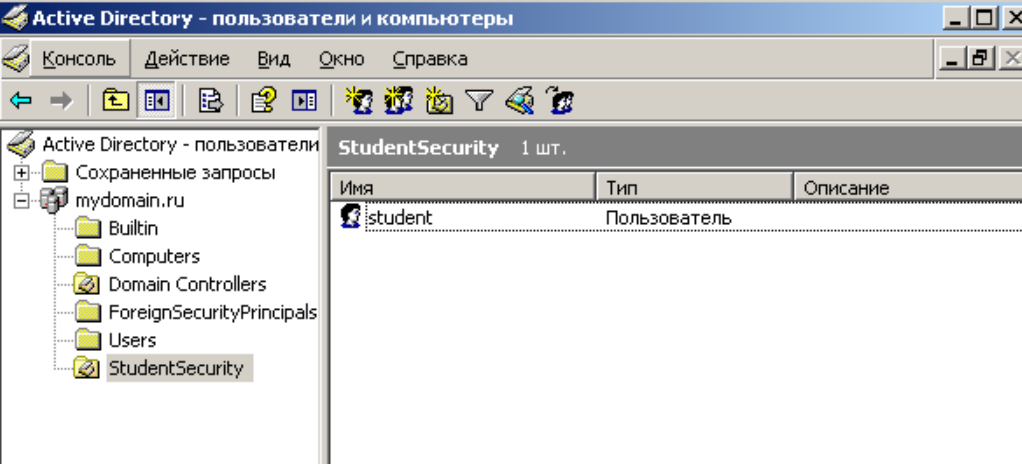 Active Directory - пользователи и компьютеры
Консоль Действие Вид Окно Справка
Active Directory - пользователи
Сохраненные запросы
mydomain.ru
Builtin
Computers
Domain Controllers
ForeignSecurityPrincipals
Users
StudentSecurity
StudentSecurity 1 шт.
Имя Тип Описание
student Пользователь